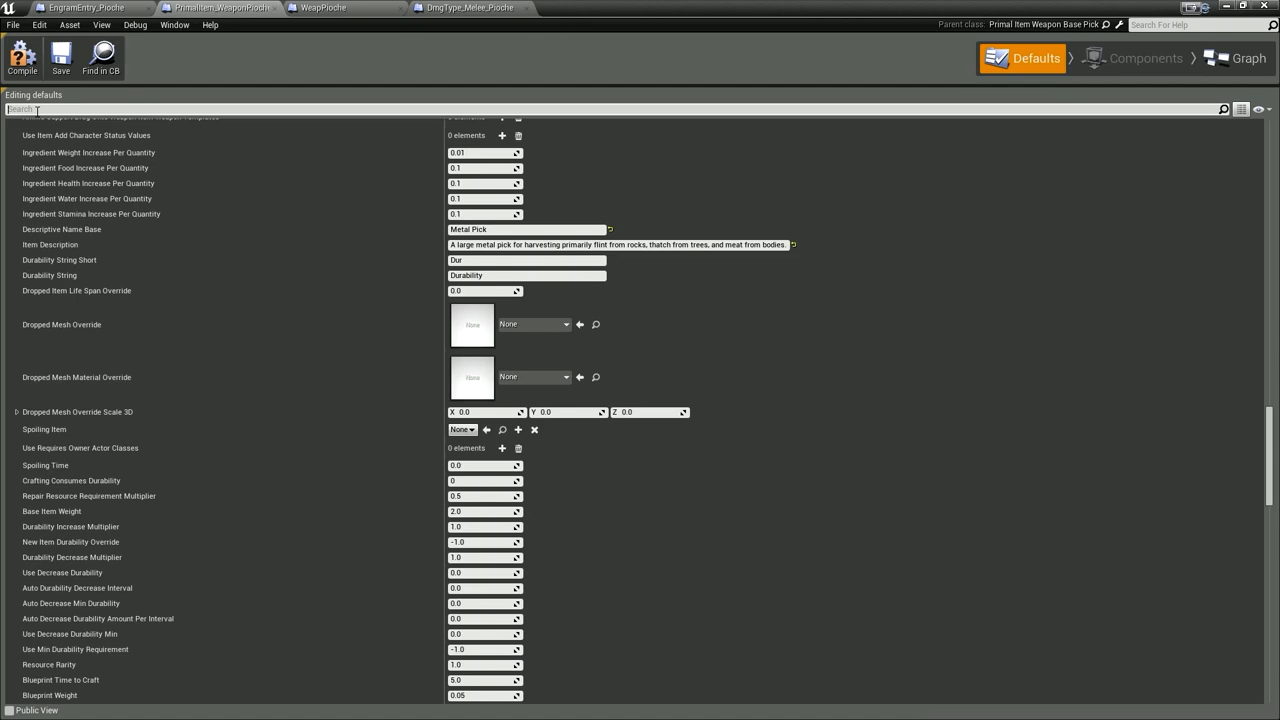 EngramEntry_Pioche
PrimalItem_WeaponPioche
WeapPioche
DmgType_Melee_Pioche
File Edit Asset View Debug Window Help
Parent class: Primal Item Weapon Base Pick
Search For Help
Compile
Save
Find in CB
Defaults
Components
Graph
Editing defaults
Search
Use Item Add Character Status Values 0 elements
Ingredient Weight Increase Per Quantity 0.01
Ingredient Food Increase Per Quantity 0.1
Ingredient Health Increase Per Quantity 0.1
Ingredient Water Increase Per Quantity 0.1
Ingredient Stamina Increase Per Quantity 0.1
Descriptive Name Base Metal Pick
Item Description A large metal pick for harvesting primarily flint from rocks, thatch from trees, and meat from bodies.
Durability String Short Dur
Durability String Durability
Dropped Item Life Span Override 0.0
Dropped Mesh Override None None
Dropped Mesh Material Override None None
Dropped Mesh Override Scale 3D X 0.0 Y 0.0 Z 0.0
Spoiling Item None
Use Requires Owner Actor Classes 0 elements
Spoiling Time 0.0
Crafting Consumes Durability 0
Repair Resource Requirement Multiplier 0.5
Base Item Weight 2.0
Durability Increase Multiplier 1.0
New Item Durability Override -1.0
Durability Decrease Multiplier 1.0
Use Decrease Durability 0.0
Auto Durability Decrease Interval 0.0
Auto Decrease Min Durability 0.0
Auto Decrease Durability Amount Per Interval 0.0
Use Decrease Durability Min 0.0
Use Min Durability Requirement -1.0
Resource Rarity 1.0
Blueprint Time to Craft 5.0
Blueprint Weight 0.05
Public View